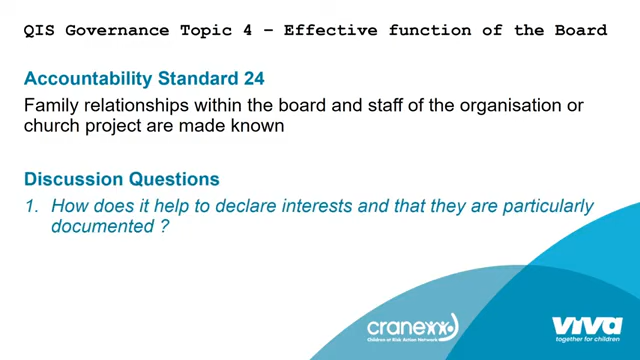 QIS Governance Topic 4 – Effective function of the Board
Accountability Standard 24
Family relationships within the board and staff of the organisation or
church project are made known
Discussion Questions
1. How does it help to declare interests and that they are particularly
documented ?
crane
Children at Risk Action Network
viva
together for children